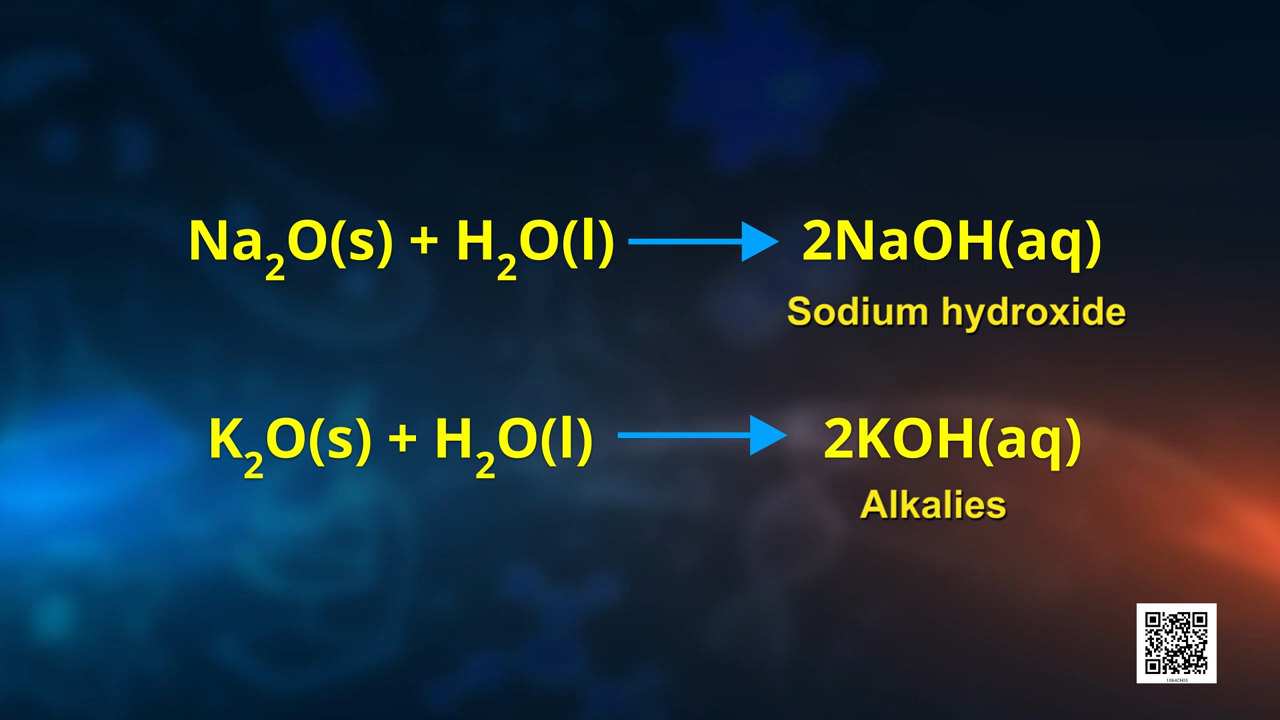 Na₂O(s) + H₂O(l) ⟶ 2NaOH(aq)
Sodium hydroxide
K₂O(s) + H₂O(l) ⟶ 2KOH(aq)
Alkalies